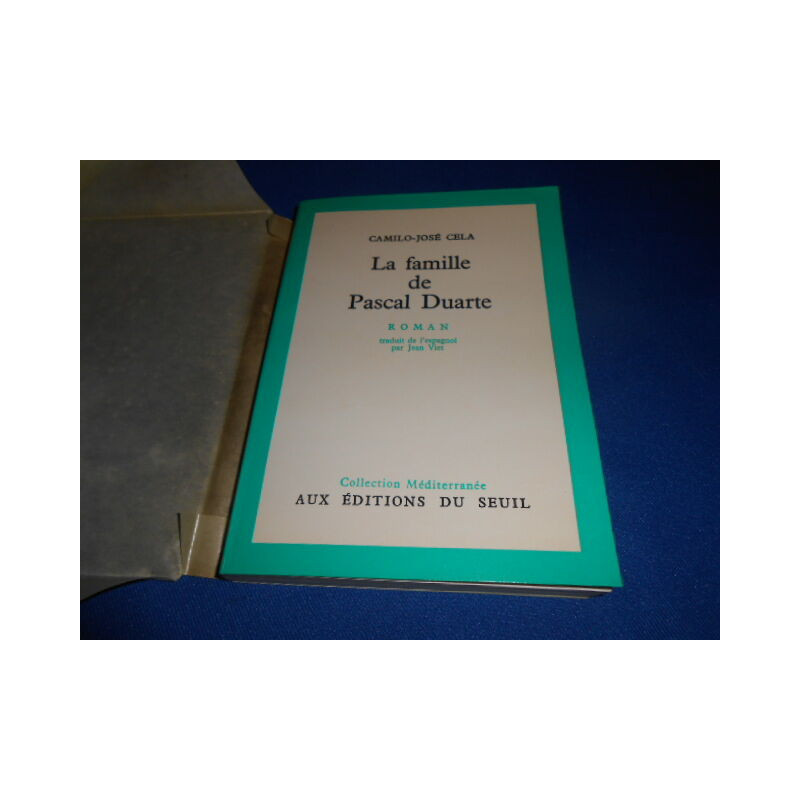 CAMILO-JOSÉ CELA
La famille
de
Pascal Duarte
ROMAN
traduit de l'espagnol
par Jean Viet
Collection Méditerranée
AUX ÉDITIONS DU SEUIL